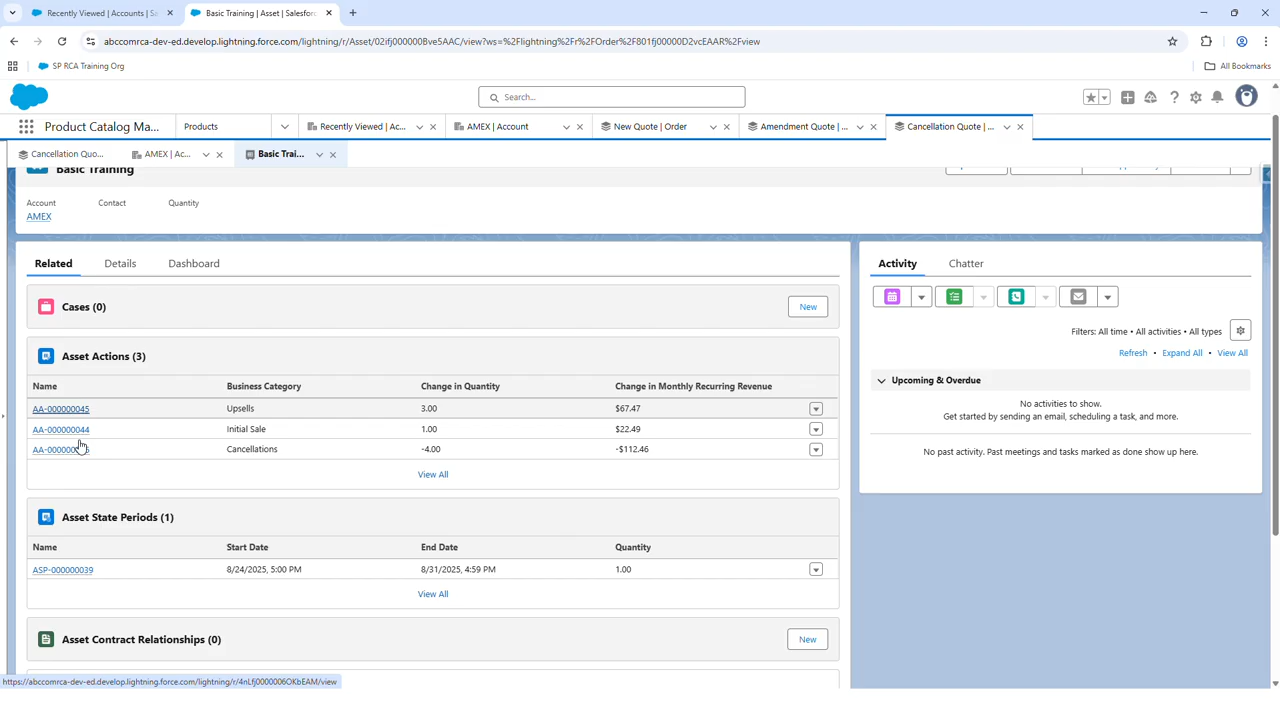 Recently Viewed | Accounts | Sa
Basic Training | Asset | Salesforc
abccomrca-dev-ed.develop.lightning.force.com/lightning/r/Asset/02ifj000000Bve5AAC/view?ws=%2Flightning%2Fr%2FOrder%2F801fj00000D2vcEAAR%2Fview
SP RCA Training Org
All Bookmarks
Search...
Product Catalog Ma...
Products
Recently Viewed | Ac...
AMEX | Account
New Quote | Order
Amendment Quote | ...
Cancellation Quote | ...
Cancellation Quo...
AMEX | Ac...
Basic Trai...
Basic Training
Account
Contact
Quantity
AMEX
Related
Details
Dashboard
Activity
Chatter
Cases (0)
New
Filters: All time • All activities • All types
Refresh • Expand All • View All
Asset Actions (3)
Name
Business Category
Change in Quantity
Change in Monthly Recurring Revenue
AA-000000045
Upsells
3.00
$67.47
AA-000000044
Initial Sale
1.00
$22.49
Cancellations
-4.00
-$112.46
View All
Upcoming & Overdue
No activities to show.
Get started by sending an email, scheduling a task, and more.
No past activity. Past meetings and tasks marked as done show up here.
Asset State Periods (1)
Name
Start Date
End Date
Quantity
ASP-000000039
8/24/2025, 5:00 PM
8/31/2025, 4:59 PM
1.00
View All
Asset Contract Relationships (0)
New
https://abccomrca-dev-ed.develop.lightning.force.com/lightning/r/4nLfj0000006OKbEAM/view